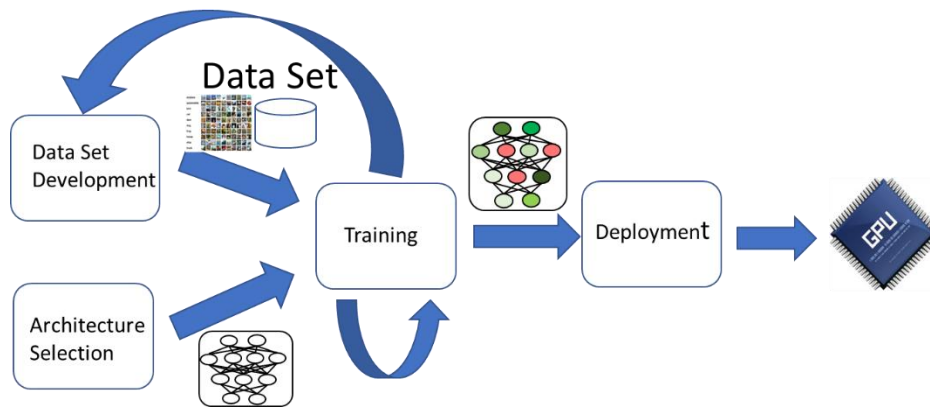 Data Set
Data Set
Development
Training
Deployment
GPU
Architecture
Selection